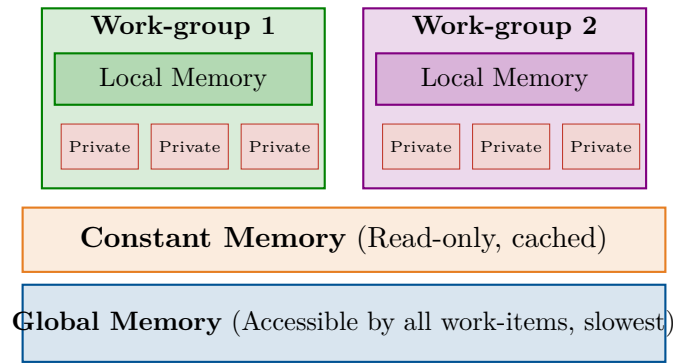 Work-group 1
Work-group 2
Local Memory
Local Memory
Private Private Private
Private Private Private
Constant Memory (Read-only, cached)
Global Memory (Accessible by all work-items, slowest)